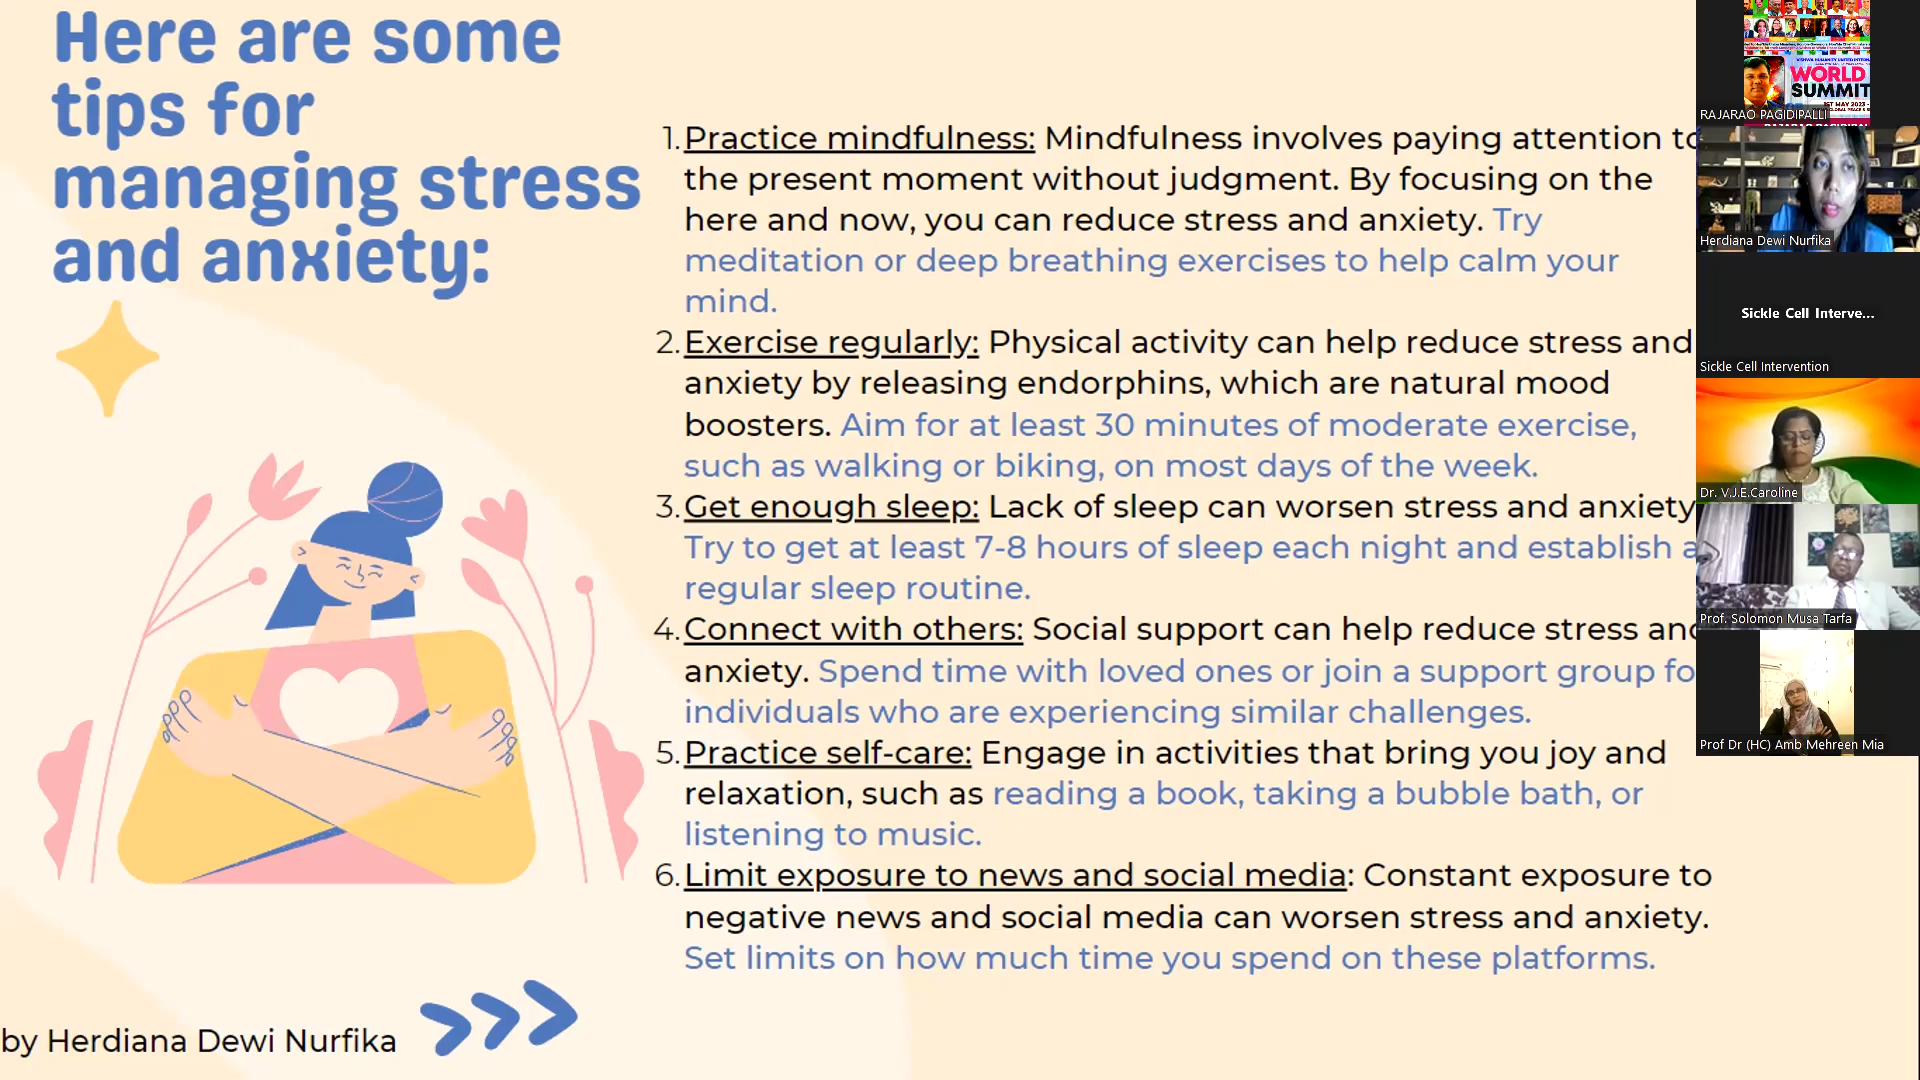 Here are some
tips for
managing stress
and anxiety:
1. Practice mindfulness: Mindfulness involves paying attention to
the present moment without judgment. By focusing on the
here and now, you can reduce stress and anxiety. Try
meditation or deep breathing exercises to help calm your
mind.
2. Exercise regularly: Physical activity can help reduce stress and
anxiety by releasing endorphins, which are natural mood
boosters. Aim for at least 30 minutes of moderate exercise,
such as walking or biking, on most days of the week.
3. Get enough sleep: Lack of sleep can worsen stress and anxiety
Try to get at least 7-8 hours of sleep each night and establish a
regular sleep routine.
4. Connect with others: Social support can help reduce stress and
anxiety. Spend time with loved ones or join a support group fo
individuals who are experiencing similar challenges.
5. Practice self-care: Engage in activities that bring you joy and
relaxation, such as reading a book, taking a bubble bath, or
listening to music.
6. Limit exposure to news and social media: Constant exposure to
negative news and social media can worsen stress and anxiety.
Set limits on how much time you spend on these platforms.
by Herdiana Dewi Nurfika
WORLD
SUMMIT
1ST MAY 2023
RAJARAO PAGIDIPALLI
Herdiana Dewi Nurfika
Sickle Cell Interve...
Sickle Cell Intervention
Dr. V.J.E.Caroline
Prof. Solomon Musa Tarfa
Prof Dr (HC) Amb Mehreen Mia